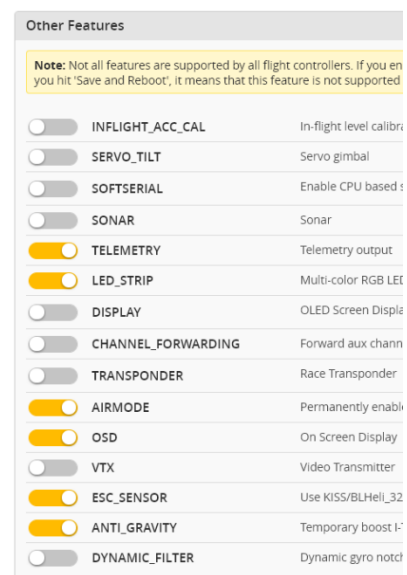 Other Features
Note: Not all features are supported by all flight controllers. If you en
you hit 'Save and Reboot', it means that this feature is not supported
INFLIGHT_ACC_CAL In-flight level calibra
SERVO_TILT Servo gimbal
SOFTSERIAL Enable CPU based s
SONAR Sonar
TELEMETRY Telemetry output
LED_STRIP Multi-color RGB LED
DISPLAY OLED Screen Displa
CHANNEL_FORWARDING Forward aux chann
TRANSPONDER Race Transponder
AIRMODE Permanently enable
OSD On Screen Display
VTX Video Transmitter
ESC_SENSOR Use KISS/BLHeli_32
ANTI_GRAVITY Temporary boost I-T
DYNAMIC_FILTER Dynamic gyro notch